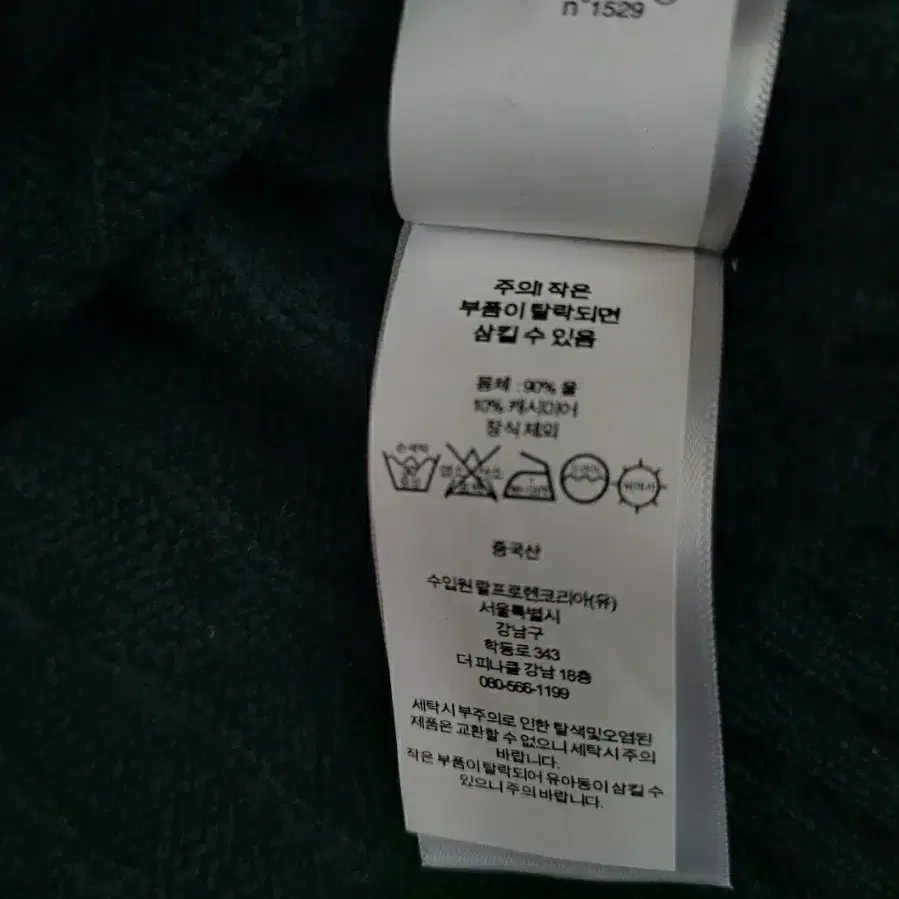 n° 1529
주의! 작은
부품이 탈락되면
삼킬 수 있음
몸체 : 90% 울
10% 캐시미어
장식 제외
손세탁
중국산
수입원 랄프로렌코리아(유)
서울특별시
강남구
학동로 343
더 피나클 강남 18층
080-566-1199
세탁시 부주의로 인한 탈색및오염된
제품은 교환할 수 없으니 세탁시 주의
바랍니다.
작은 부품이 탈락되어 유아동이 삼킬 수
있으니 주의 바랍니다.